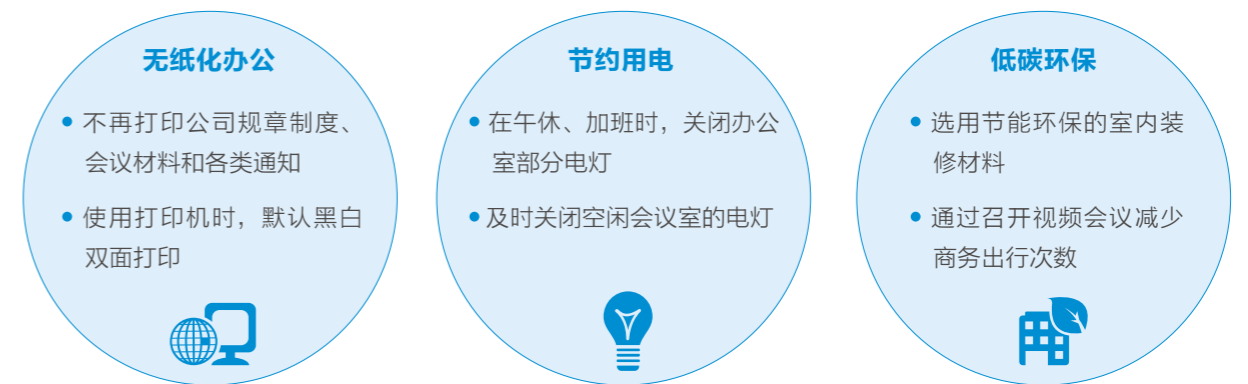 无纸化办公
• 不再打印公司规章制度、
会议材料和各类通知
• 使用打印机时，默认黑白
双面打印
节约用电
• 在午休、加班时，关闭办公
室部分电灯
• 及时关闭空闲会议室的电灯
低碳环保
• 选用节能环保的室内装
修材料
• 通过召开视频会议减少
商务出行次数